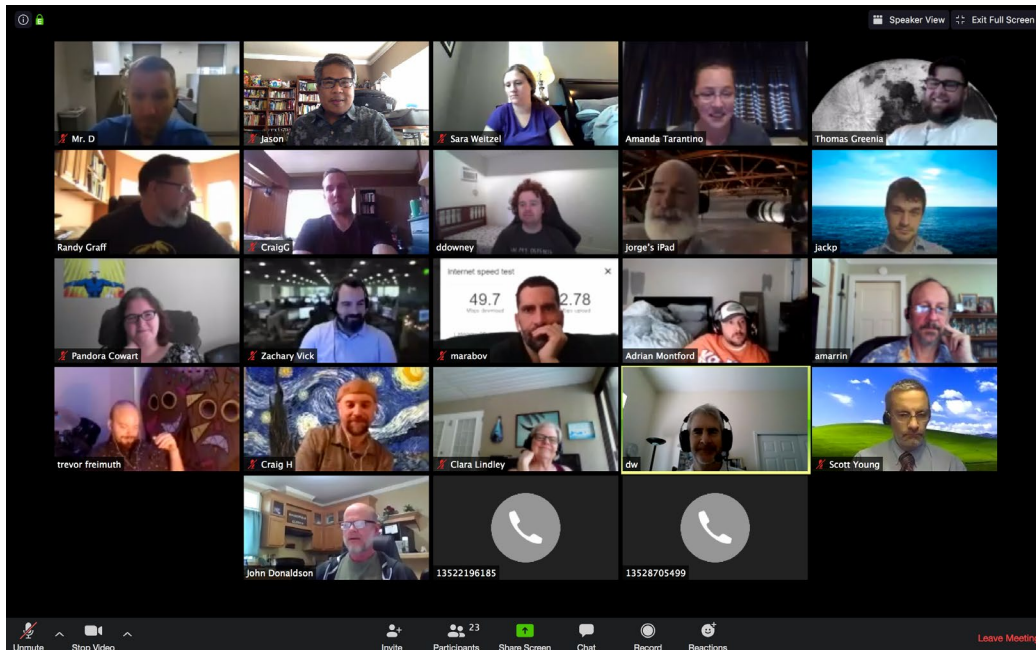 Speaker View
Exit Full Screen
Mr. D
Jason
Sara Weitzel
Amanda Tarantino
Thomas Greenia
Randy Graff
CraigG
ddowney
jorge's iPad
jackp
Internet speed test
49.7
2.78
Pandora Cowart
Zachary Vick
marabov
Adrian Montford
amarrin
trevor freimuth
Craig H
Clara Lindley
dw
Scott Young
John Donaldson
13522196185
13528705499
Unmute
Stop Video
Invite
Participants
23
Share Screen
Chat
Record
Reactions
Leave Meeting